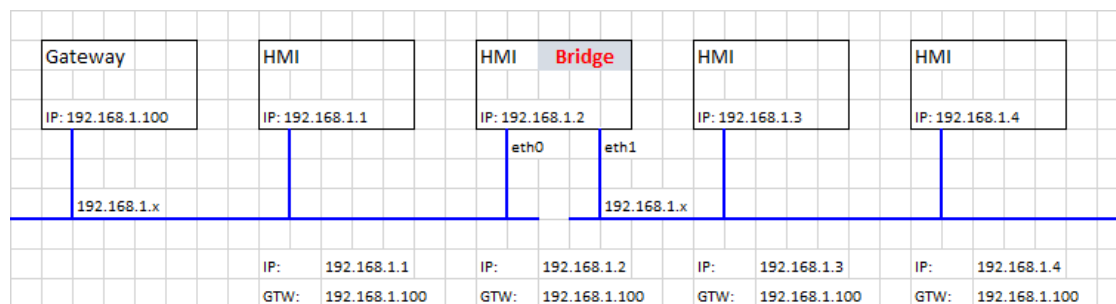 Gateway HMI HMI Bridge HMI HMI
IP: 192.168.1.100 IP: 192.168.1.1 IP: 192.168.1.2 IP: 192.168.1.3 IP: 192.168.1.4
eth0 eth1
192.168.1.x 192.168.1.x
IP: 192.168.1.1 IP: 192.168.1.2 IP: 192.168.1.3 IP: 192.168.1.4
GTW: 192.168.1.100 GTW: 192.168.1.100 GTW: 192.168.1.100 GTW: 192.168.1.100